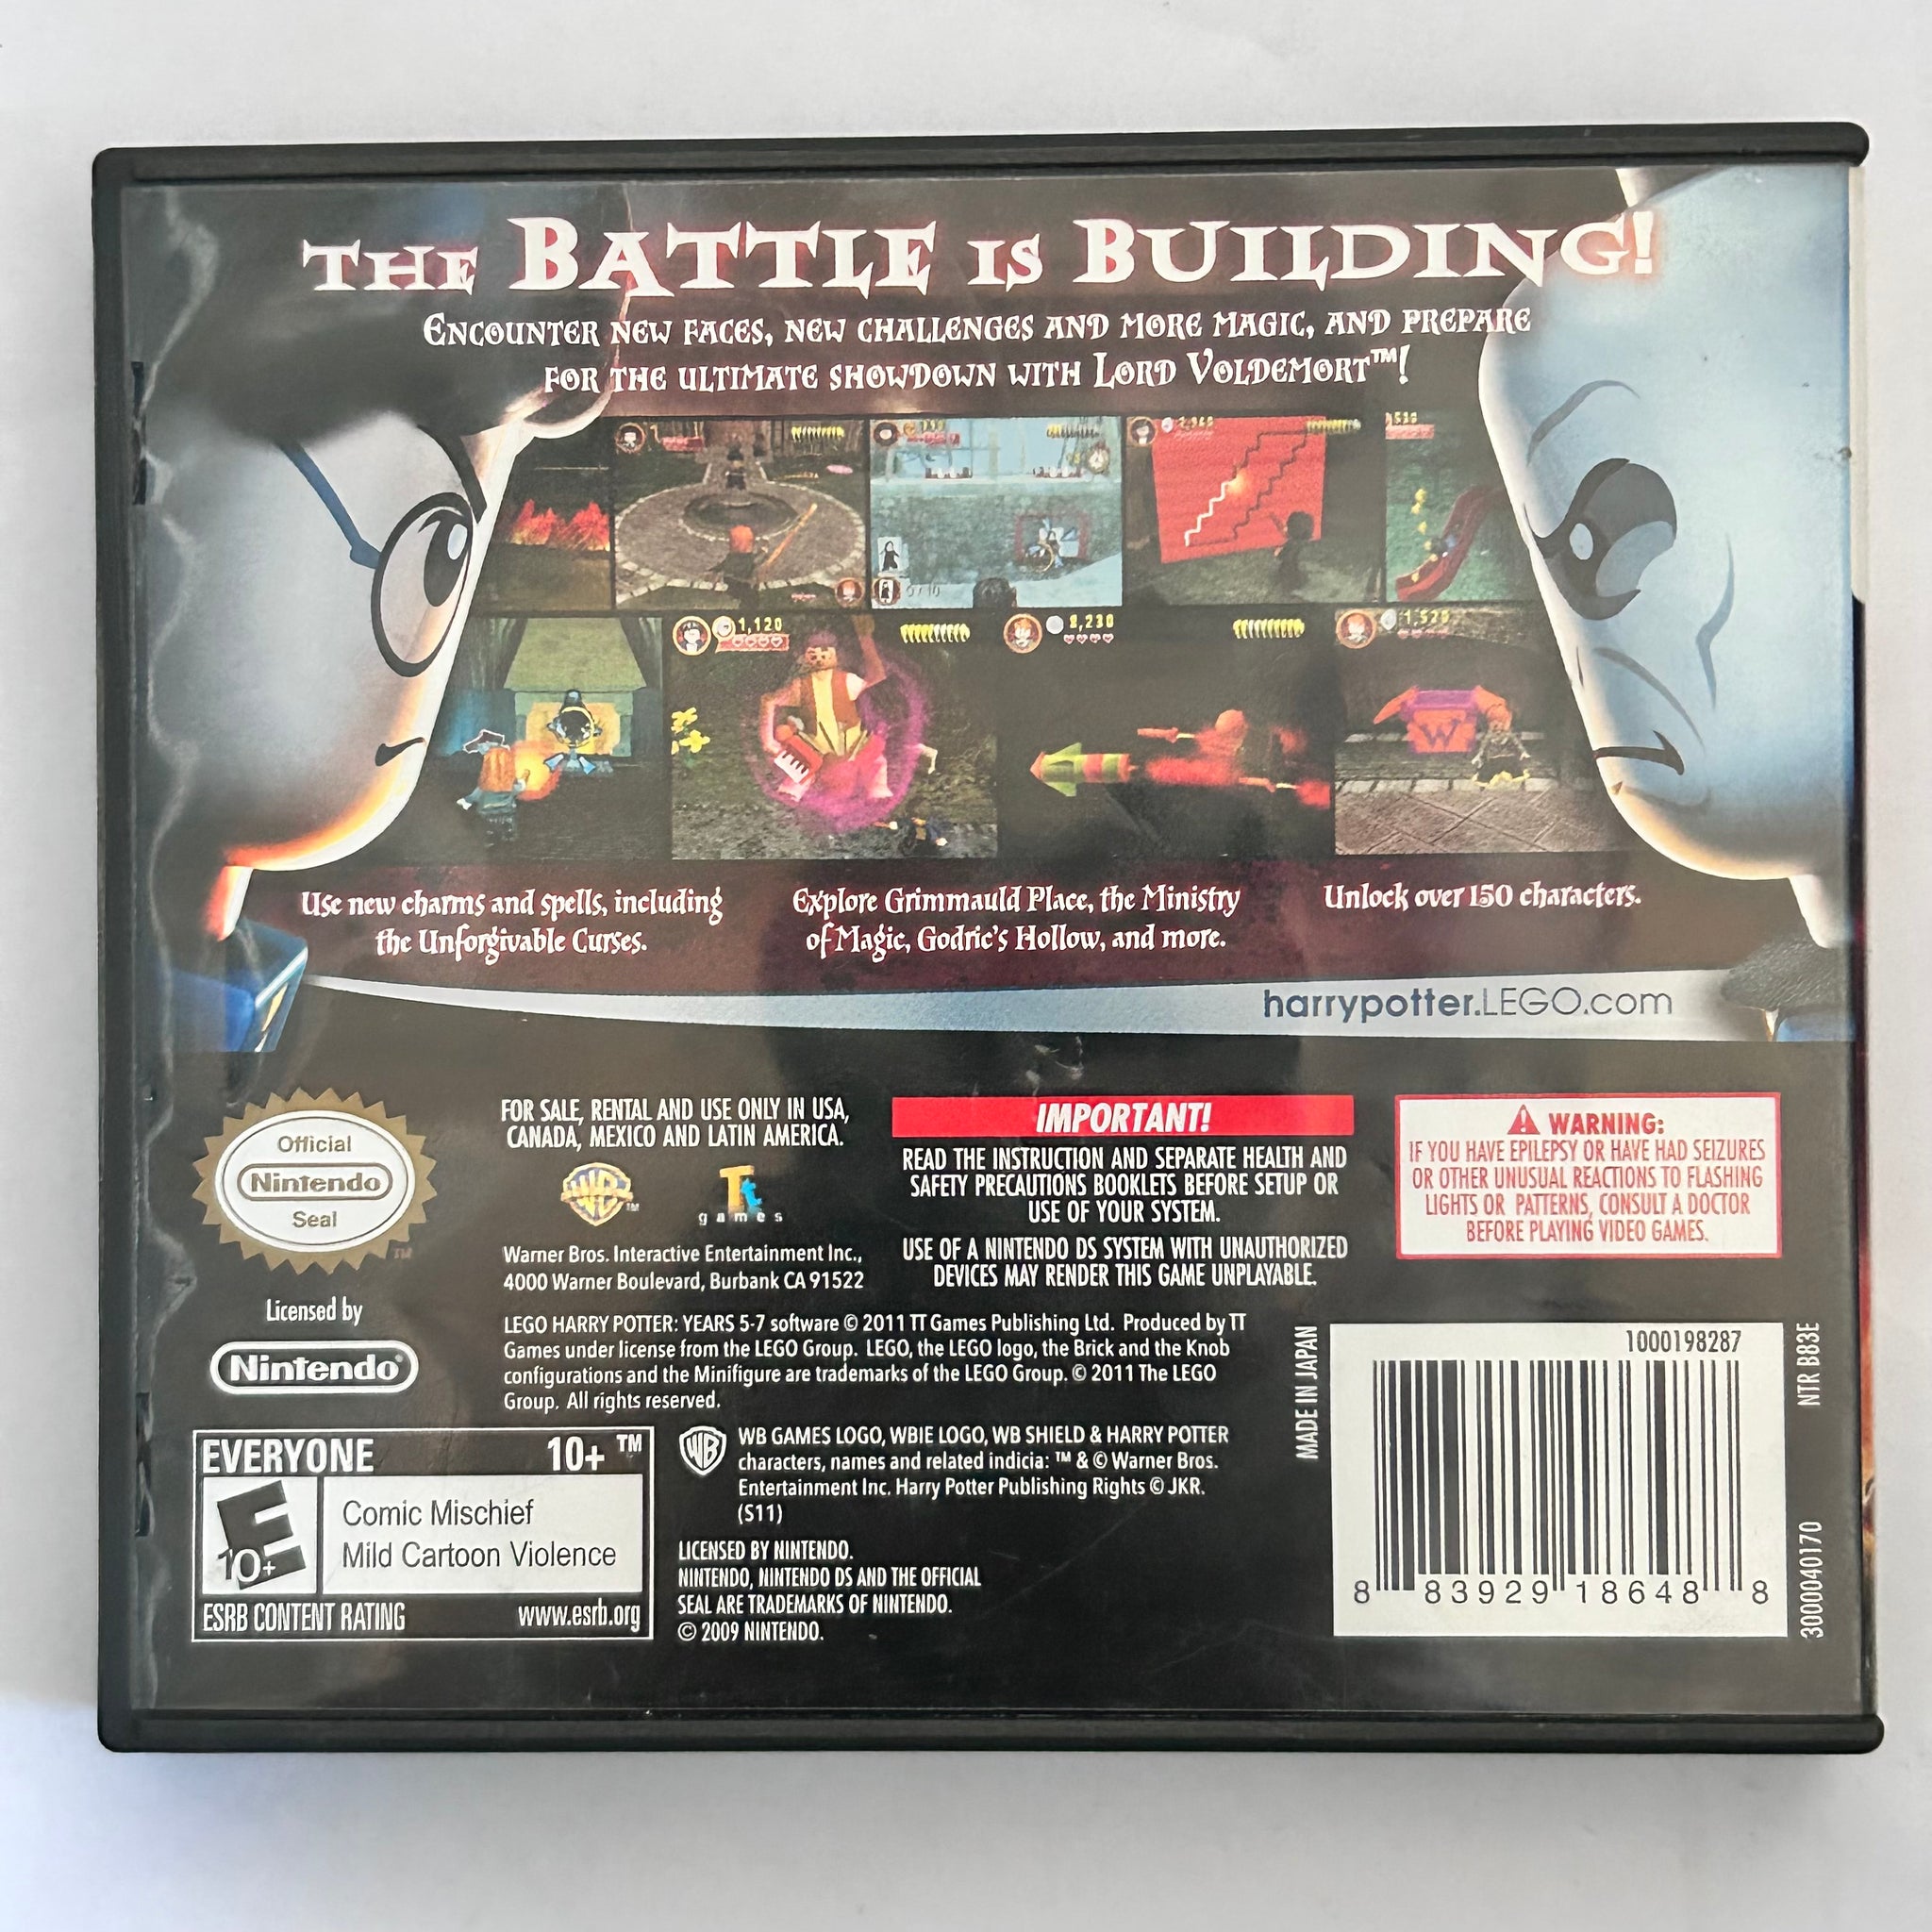 THE BATTLE IS BUILDING!
ENCOUNTER NEW FACES, NEW CHALLENGES AND MORE MAGIC, AND PREPARE
FOR THE ULTIMATE SHOWDOWN WITH LORD VOLDEMORT™!
1,120
1,520
W
Use new charms and spells, including
the Unforgivable Curses.
Explore Grimmauld Place, the Ministry
of Magic, Godric's Hollow, and more.
Unlock over 150 characters.
harrypotter.LEGO.com
Official
Nintendo
Seal
TM
Licensed by
Nintendo®
FOR SALE, RENTAL AND USE ONLY IN USA,
CANADA, MEXICO AND LATIN AMERICA.
WB TM
TT
games
Warner Bros. Interactive Entertainment Inc.,
4000 Warner Boulevard, Burbank CA 91522
IMPORTANT!
READ THE INSTRUCTION AND SEPARATE HEALTH AND
SAFETY PRECAUTIONS BOOKLETS BEFORE SETUP OR
USE OF YOUR SYSTEM.
USE OF A NINTENDO DS SYSTEM WITH UNAUTHORIZED
DEVICES MAY RENDER THIS GAME UNPLAYABLE.
WARNING:
IF YOU HAVE EPILEPSY OR HAVE HAD SEIZURES
OR OTHER UNUSUAL REACTIONS TO FLASHING
LIGHTS OR PATTERNS, CONSULT A DOCTOR
BEFORE PLAYING VIDEO GAMES.
LEGO HARRY POTTER: YEARS 5-7 software © 2011 TT Games Publishing Ltd. Produced by TT
Games under license from the LEGO Group. LEGO, the LEGO logo, the Brick and the Knob
configurations and the Minifigure are trademarks of the LEGO Group. © 2011 The LEGO
Group. All rights reserved.
WB
WB GAMES LOGO, WBIE LOGO, WB SHIELD & HARRY POTTER
characters, names and related indicia: ™ & © Warner Bros.
Entertainment Inc. Harry Potter Publishing Rights © JKR.
(S11)
LICENSED BY NINTENDO.
NINTENDO, NINTENDO DS AND THE OFFICIAL
SEAL ARE TRADEMARKS OF NINTENDO.
© 2009 NINTENDO.
EVERYONE 10+ ™
E
10+
Comic Mischief
Mild Cartoon Violence
ESRB CONTENT RATING www.esrb.org
MADE IN JAPAN
1000198287
8 83929 18648 8
NTR B83E
3000040170